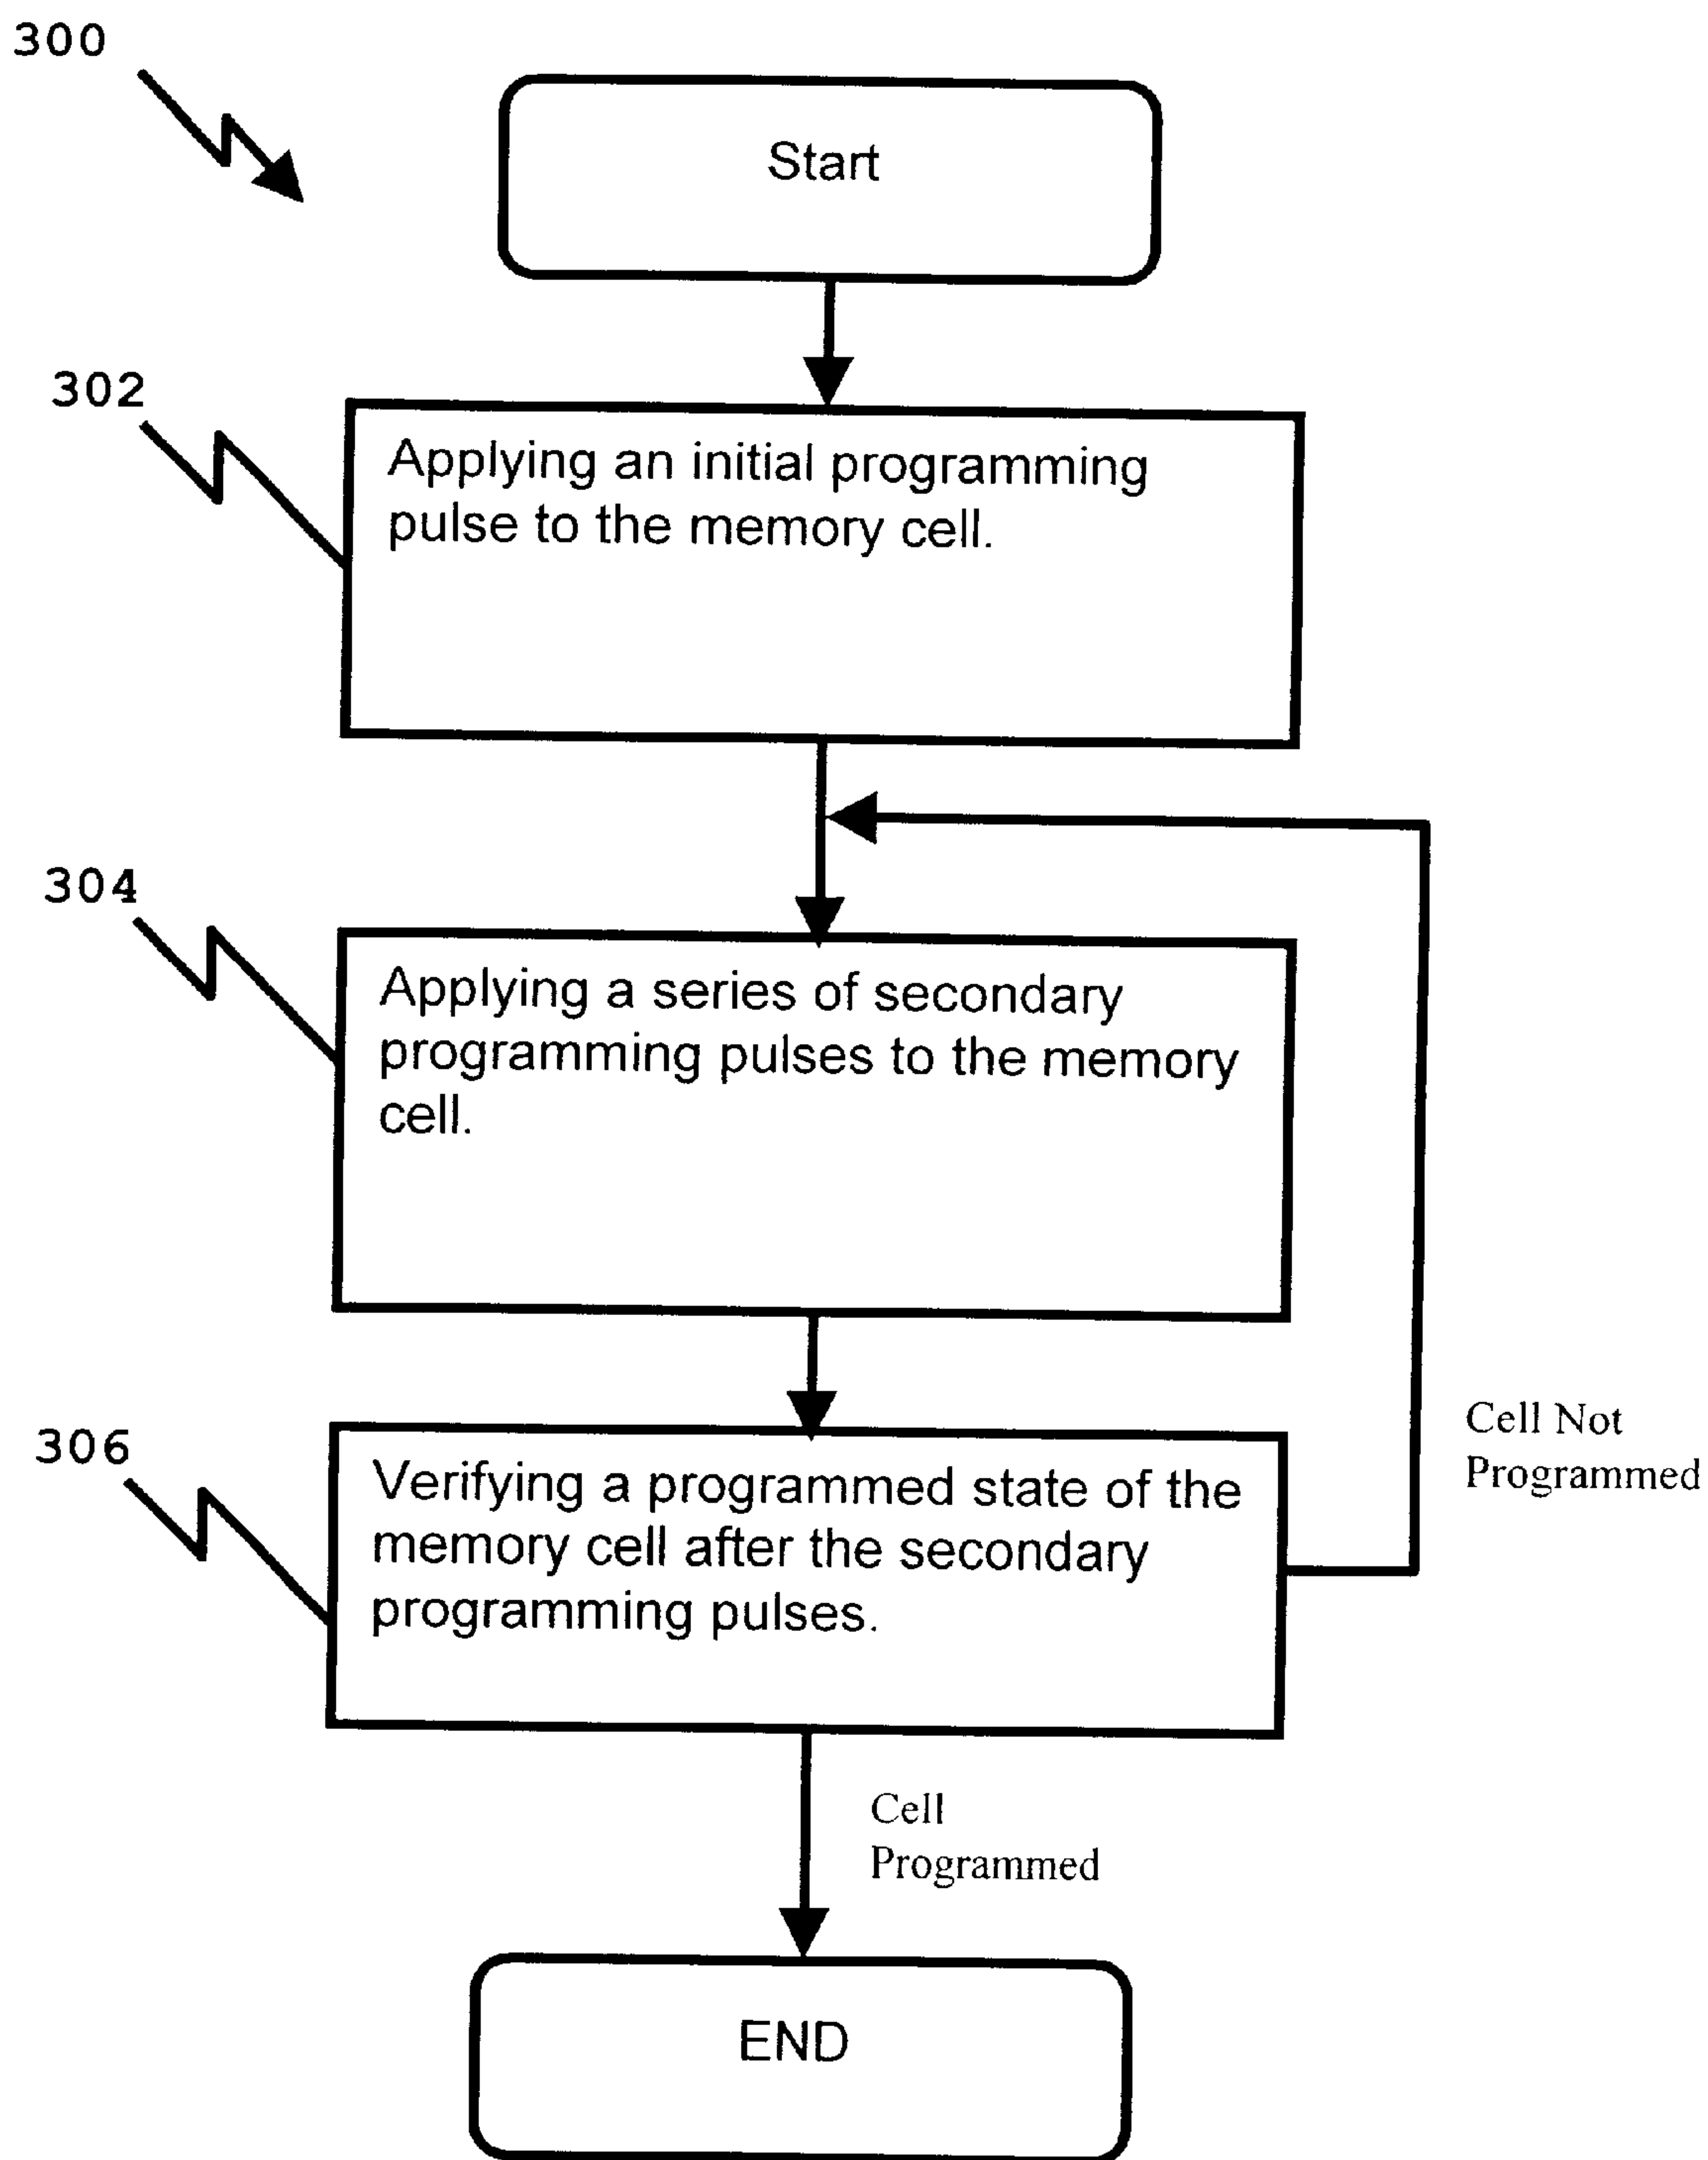 300
Start
302
Applying an initial programming
pulse to the memory cell.
304
Applying a series of secondary
programming pulses to the memory
cell.
306
Verifying a programmed state of the
memory cell after the secondary
programming pulses.
Cell Not
Programmed
Cell
Programmed
END